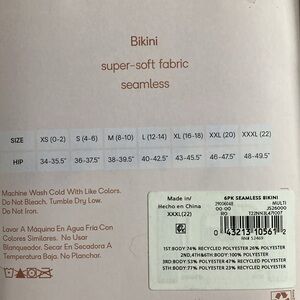 Bikini
super-soft fabric
seamless
SIZE XS (0-2) S (4-6) M (8-10) L (12-14) XL (16-18) XXL (20) XXXL (22)
HIP 34-35.5" 36-37.5" 38-39.5" 40-42.5" 43-45.5" 46-47.5" 48-49.5"
Machine Wash Cold With Like Colors.
Do Not Bleach. Tumble Dry Low.
Do Not Iron.
Lavar A Máquina En Agua Fría Con
Colores Similares. No Usar
Blanqueador. Secar En Secadora A
Temperatura Baja. No Planchar.
Made in/
Hecho en China
XXXL(22)
6PK SEAMLESS BIKINI
MULTI
JS26000
0 43213 10561 2
1ST:BODY:74% RECYCLED POLYESTER 26% POLYESTER
2ND,4TH&6TH:BODY:100% POLYESTER
3RD:BODY:53% POLYESTER 47% RECYCLED POLYESTER
5TH:BODY:77% POLYESTER 23% RECYCLED POLYESTER